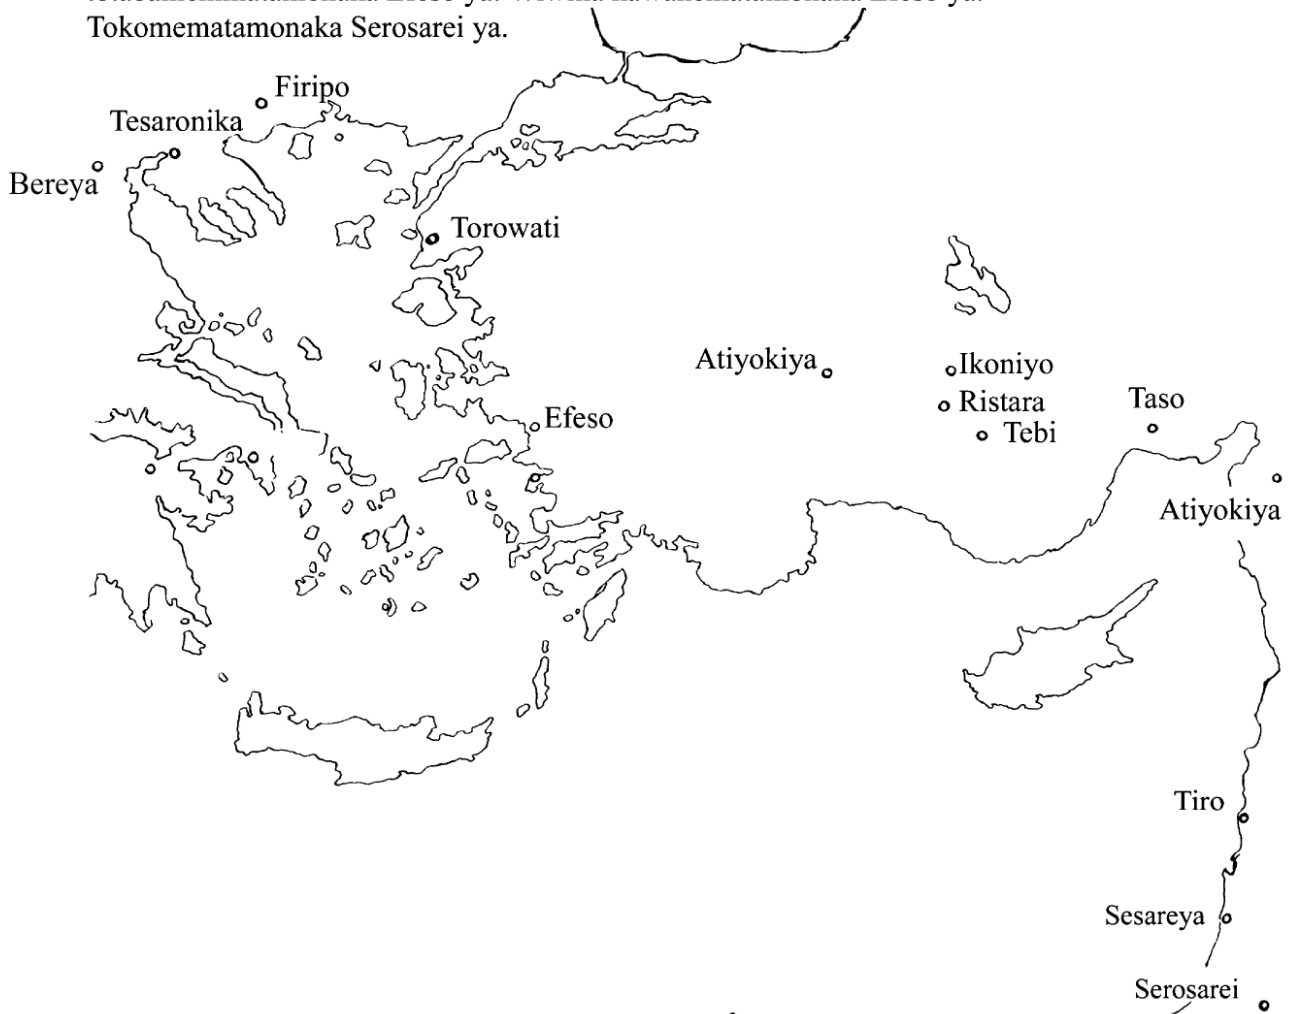 Tokomematamonaka Serosarei ya.
Firipo
Tesaronika
Bereya
Torowati
Atiyokiya
Ikoniyo
Ristara
Tebi
Taso
Efeso
Atiyokiya
Tiro
Sesareya
Serosarei